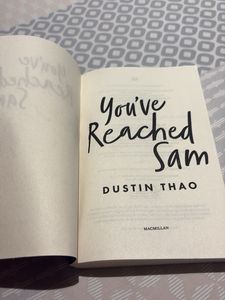 You've
Reached
Sam
DUSTIN THAO
MACMILLAN